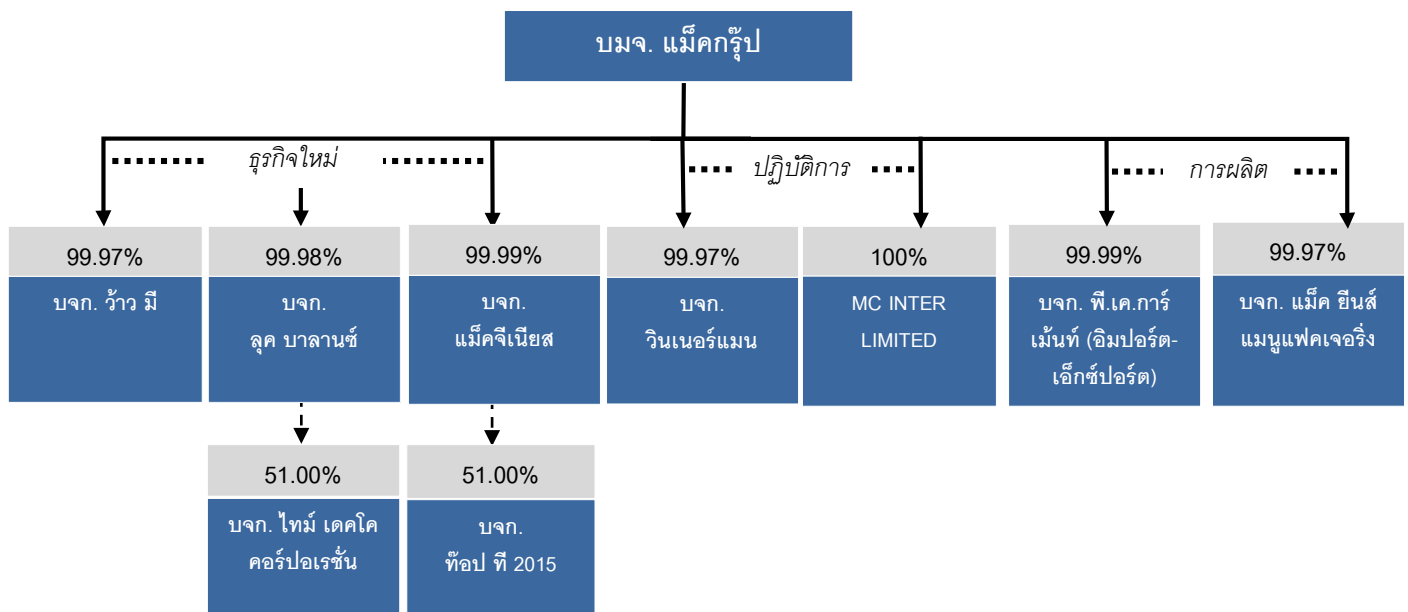 บมจ. แม็คกรุ๊ป
ธุรกิจใหม่
ปฏิบัติการ
การผลิต
99.97%
บจก. ว้าว มี
99.98%
บจก.
ลุค บาลานซ์
99.99%
บจก.
แม็คจีเนียส
99.97%
บจก.
วินเนอร์แมน
100%
MC INTER
LIMITED
99.99%
บจก. พี.เค.การ์
เม้นท์ (อิมปอร์ต-
เอ็กซ์ปอร์ต)
99.97%
บจก. แม็ค ยีนส์
แมนูแฟคเจอริ่ง
51.00%
บจก. ไทม์ เดคโค
คอร์ปอเรชั่น
51.00%
บจก.
ท๊อป ที 2015